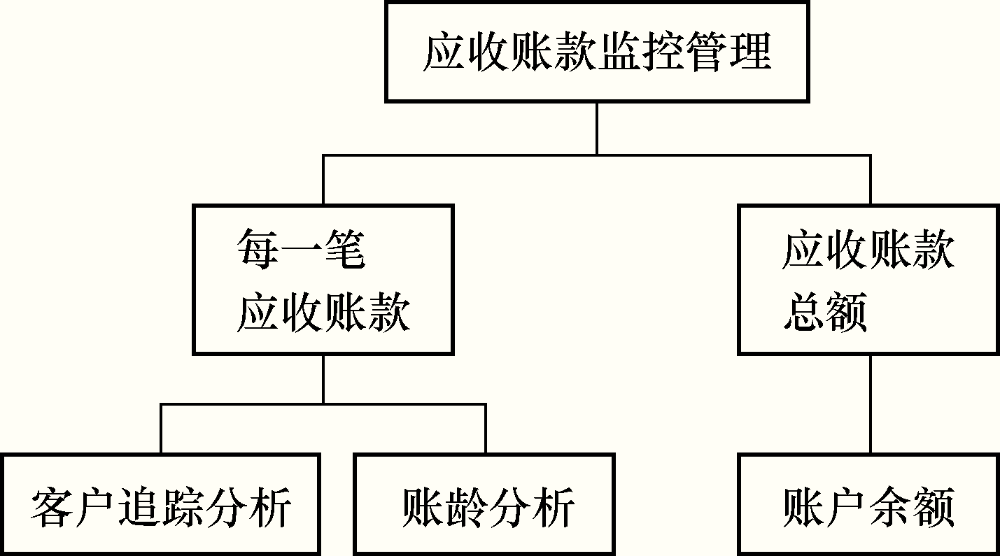 应收账款监控管理
每一笔
应收账款
应收账款
总额
客户追踪分析
账龄分析
账户余额